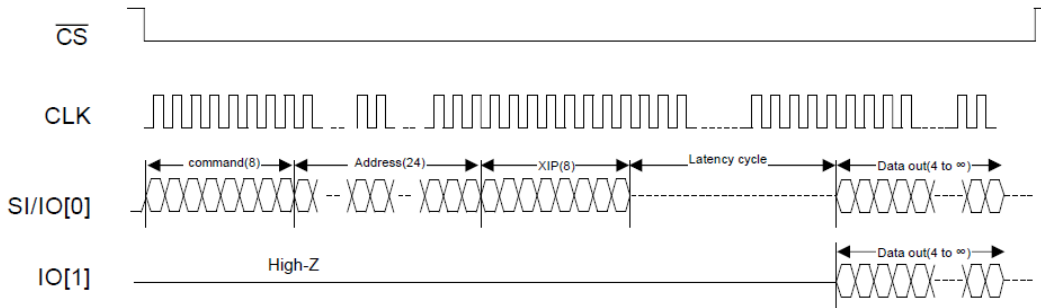 CS
CLK
command(8) Address(24) XIP(8) Latency cycle Data out(4 to ∞)
SI/IO[0]
Data out(4 to ∞)
High-Z
IO[1]